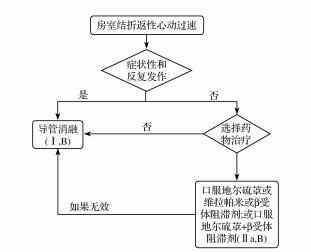 房室结折返性心动过速
症状性和
反复发作
是
否
导管消融
(Ⅰ,B)
否
选择药
物治疗
口服地尔硫䓬或
维拉帕米或β受
体阻滞剂;或口服
地尔硫䓬+β受体
阻滞剂(Ⅱa,B)
如果无效